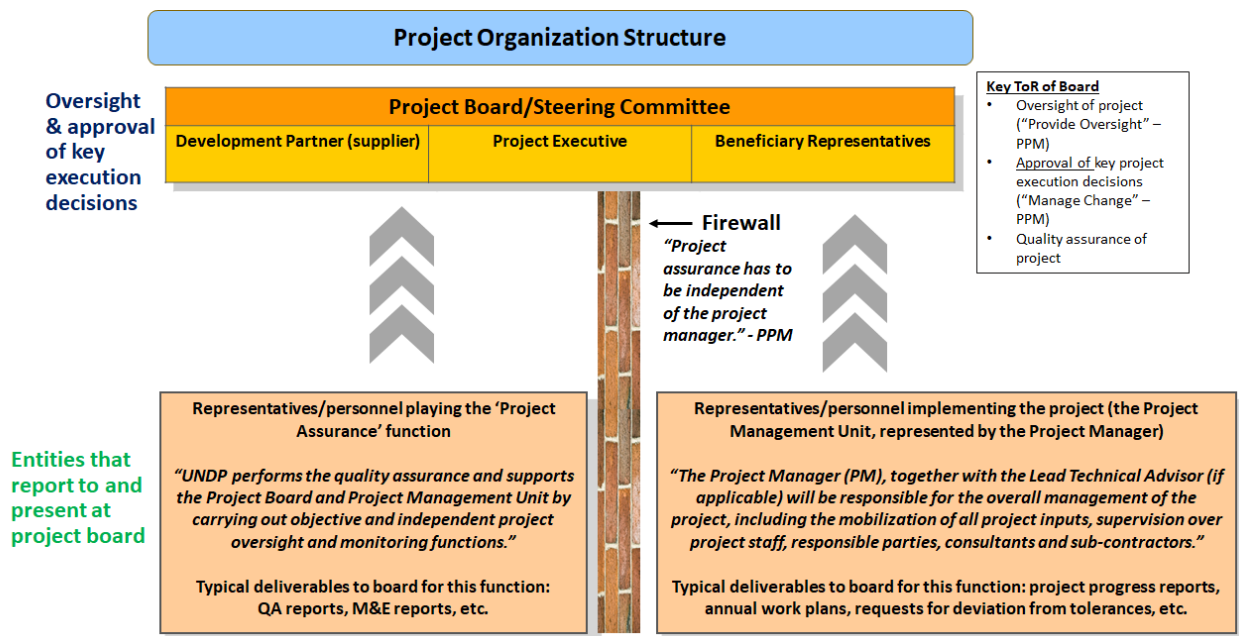 Project Organization Structure
Oversight
& approval
of key
execution
decisions
Project Board/Steering Committee
Development Partner (supplier)
Project Executive
Beneficiary Representatives
Key ToR of Board
• Oversight of project
(“Provide Oversight” –
PPM)
• Approval of key project
execution decisions
(“Manage Change” –
PPM)
• Quality assurance of
project
Firewall
“Project
assurance has to
be independent
of the project
manager.” - PPM
Entities that
report to and
present at
project board
Representatives/personnel playing the ‘Project
Assurance’ function
“UNDP performs the quality assurance and supports
the Project Board and Project Management Unit by
carrying out objective and independent project
oversight and monitoring functions.”
Typical deliverables to board for this function:
QA reports, M&E reports, etc.
Representatives/personnel implementing the project (the Project
Management Unit, represented by the Project Manager)
“The Project Manager (PM), together with the Lead Technical Advisor (if
applicable) will be responsible for the overall management of the
project, including the mobilization of all project inputs, supervision over
project staff, responsible parties, consultants and sub-contractors.”
Typical deliverables to board for this function: project progress reports,
annual work plans, requests for deviation from tolerances, etc.